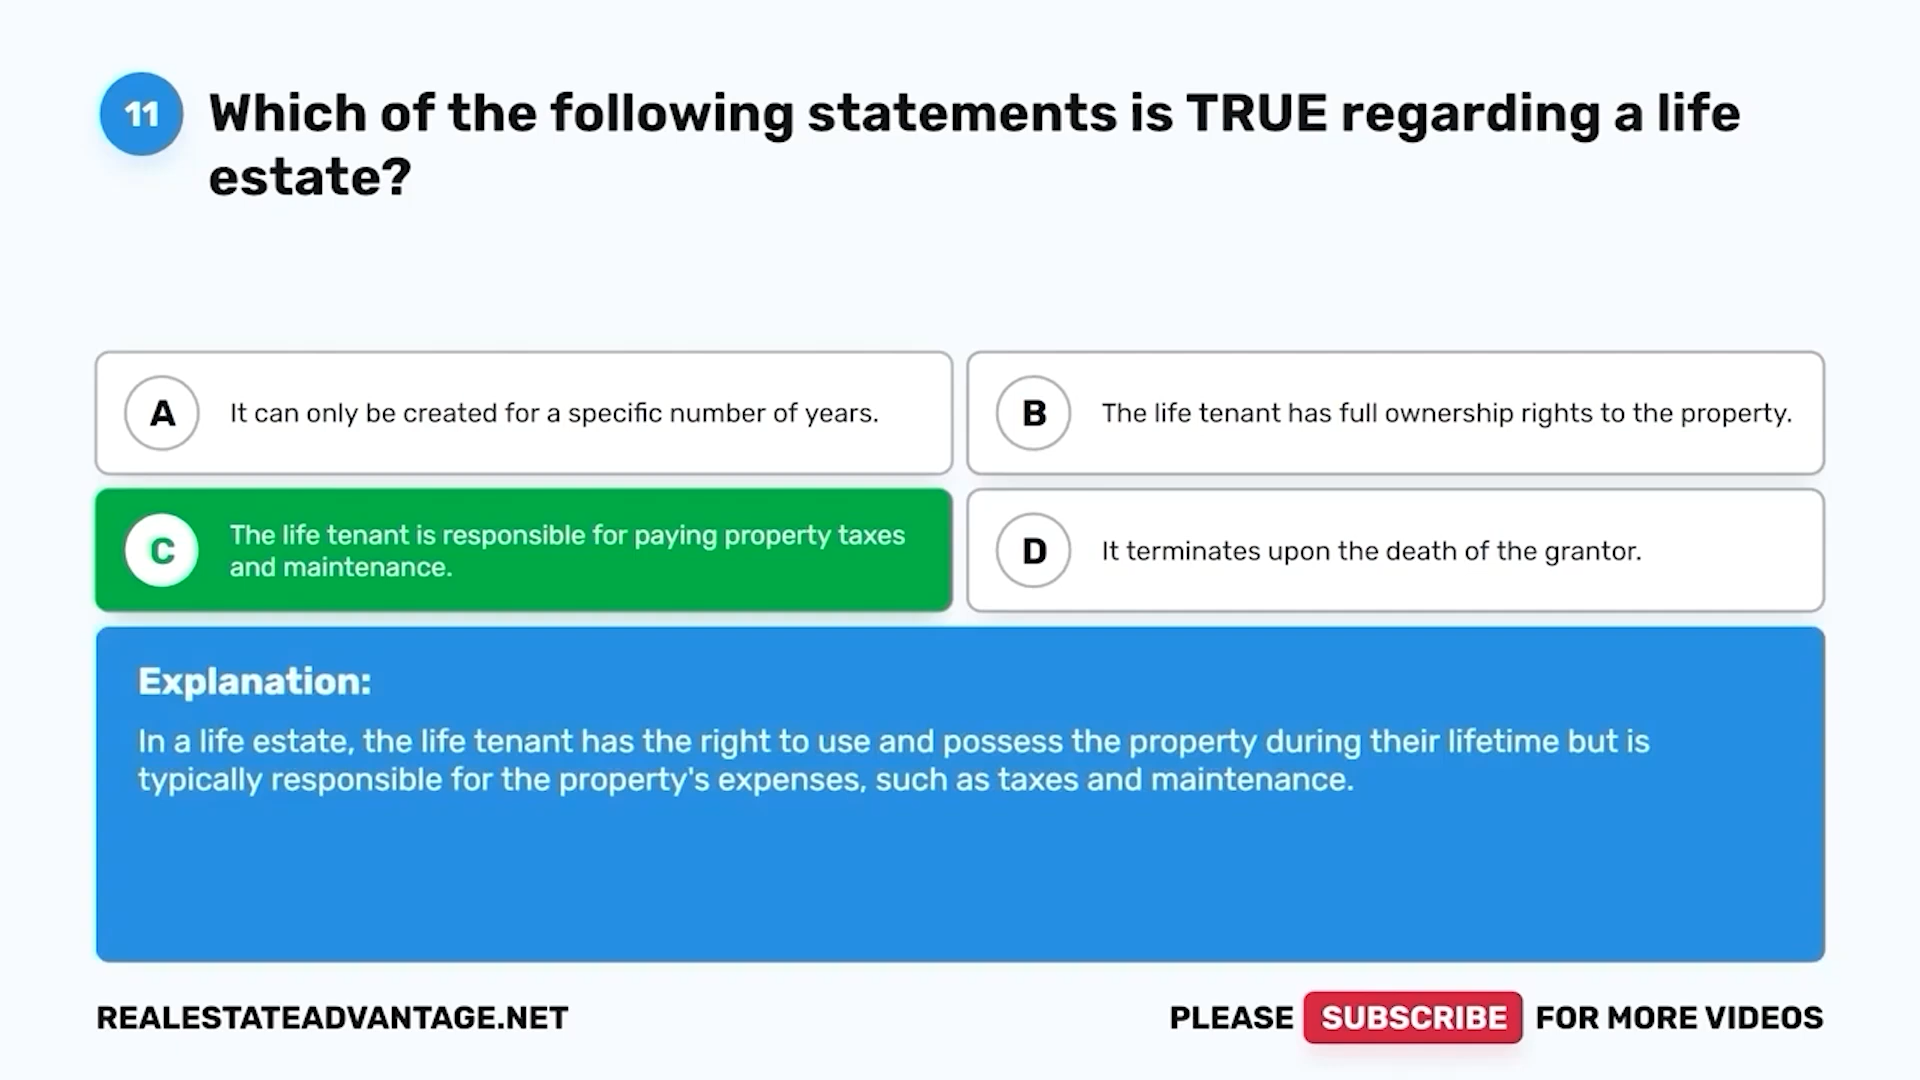 11
Which of the following statements is TRUE regarding a life
estate?
A
It can only be created for a specific number of years.
B
The life tenant has full ownership rights to the property.
C
The life tenant is responsible for paying property taxes
and maintenance.
D
It terminates upon the death of the grantor.
Explanation:
In a life estate, the life tenant has the right to use and possess the property during their lifetime but is
typically responsible for the property's expenses, such as taxes and maintenance.
REALESTATEADVANTAGE.NET
PLEASE SUBSCRIBE FOR MORE VIDEOS